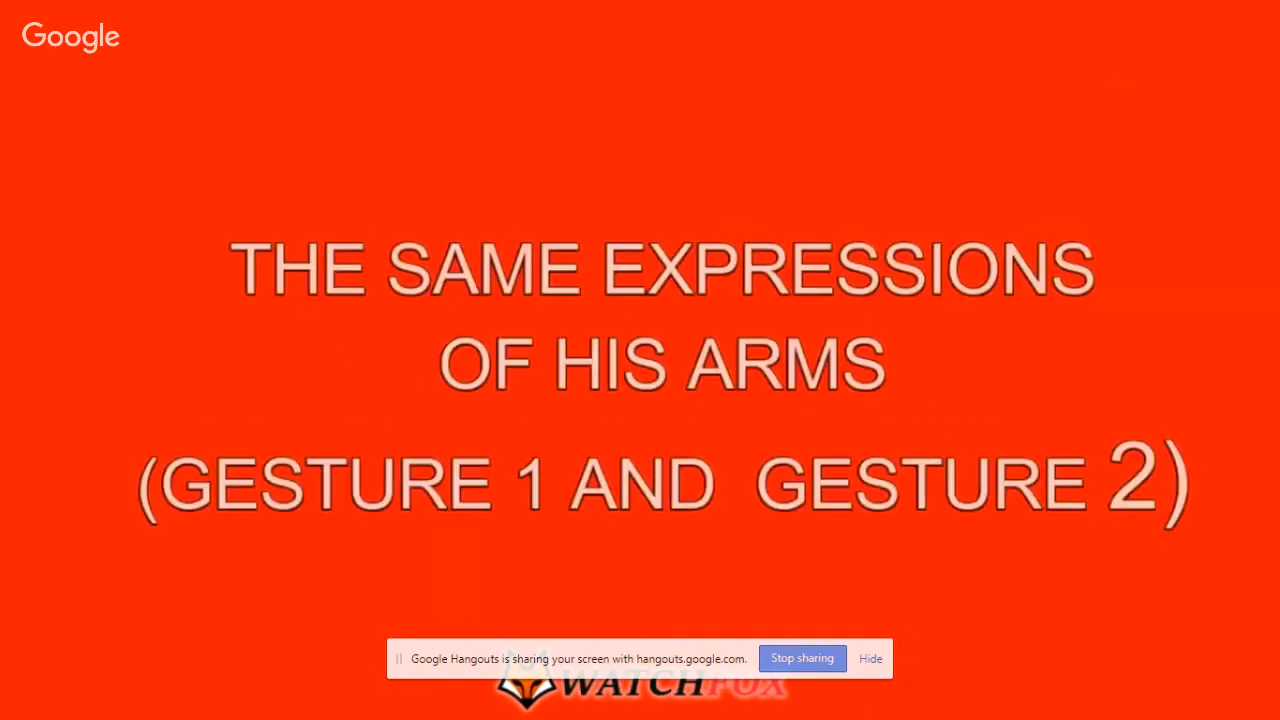 Google
THE SAME EXPRESSIONS
OF HIS ARMS
(GESTURE 1 AND GESTURE 2)
Google Hangouts is sharing your screen with hangouts.google.com. Stop sharing Hide
WATCHFOX